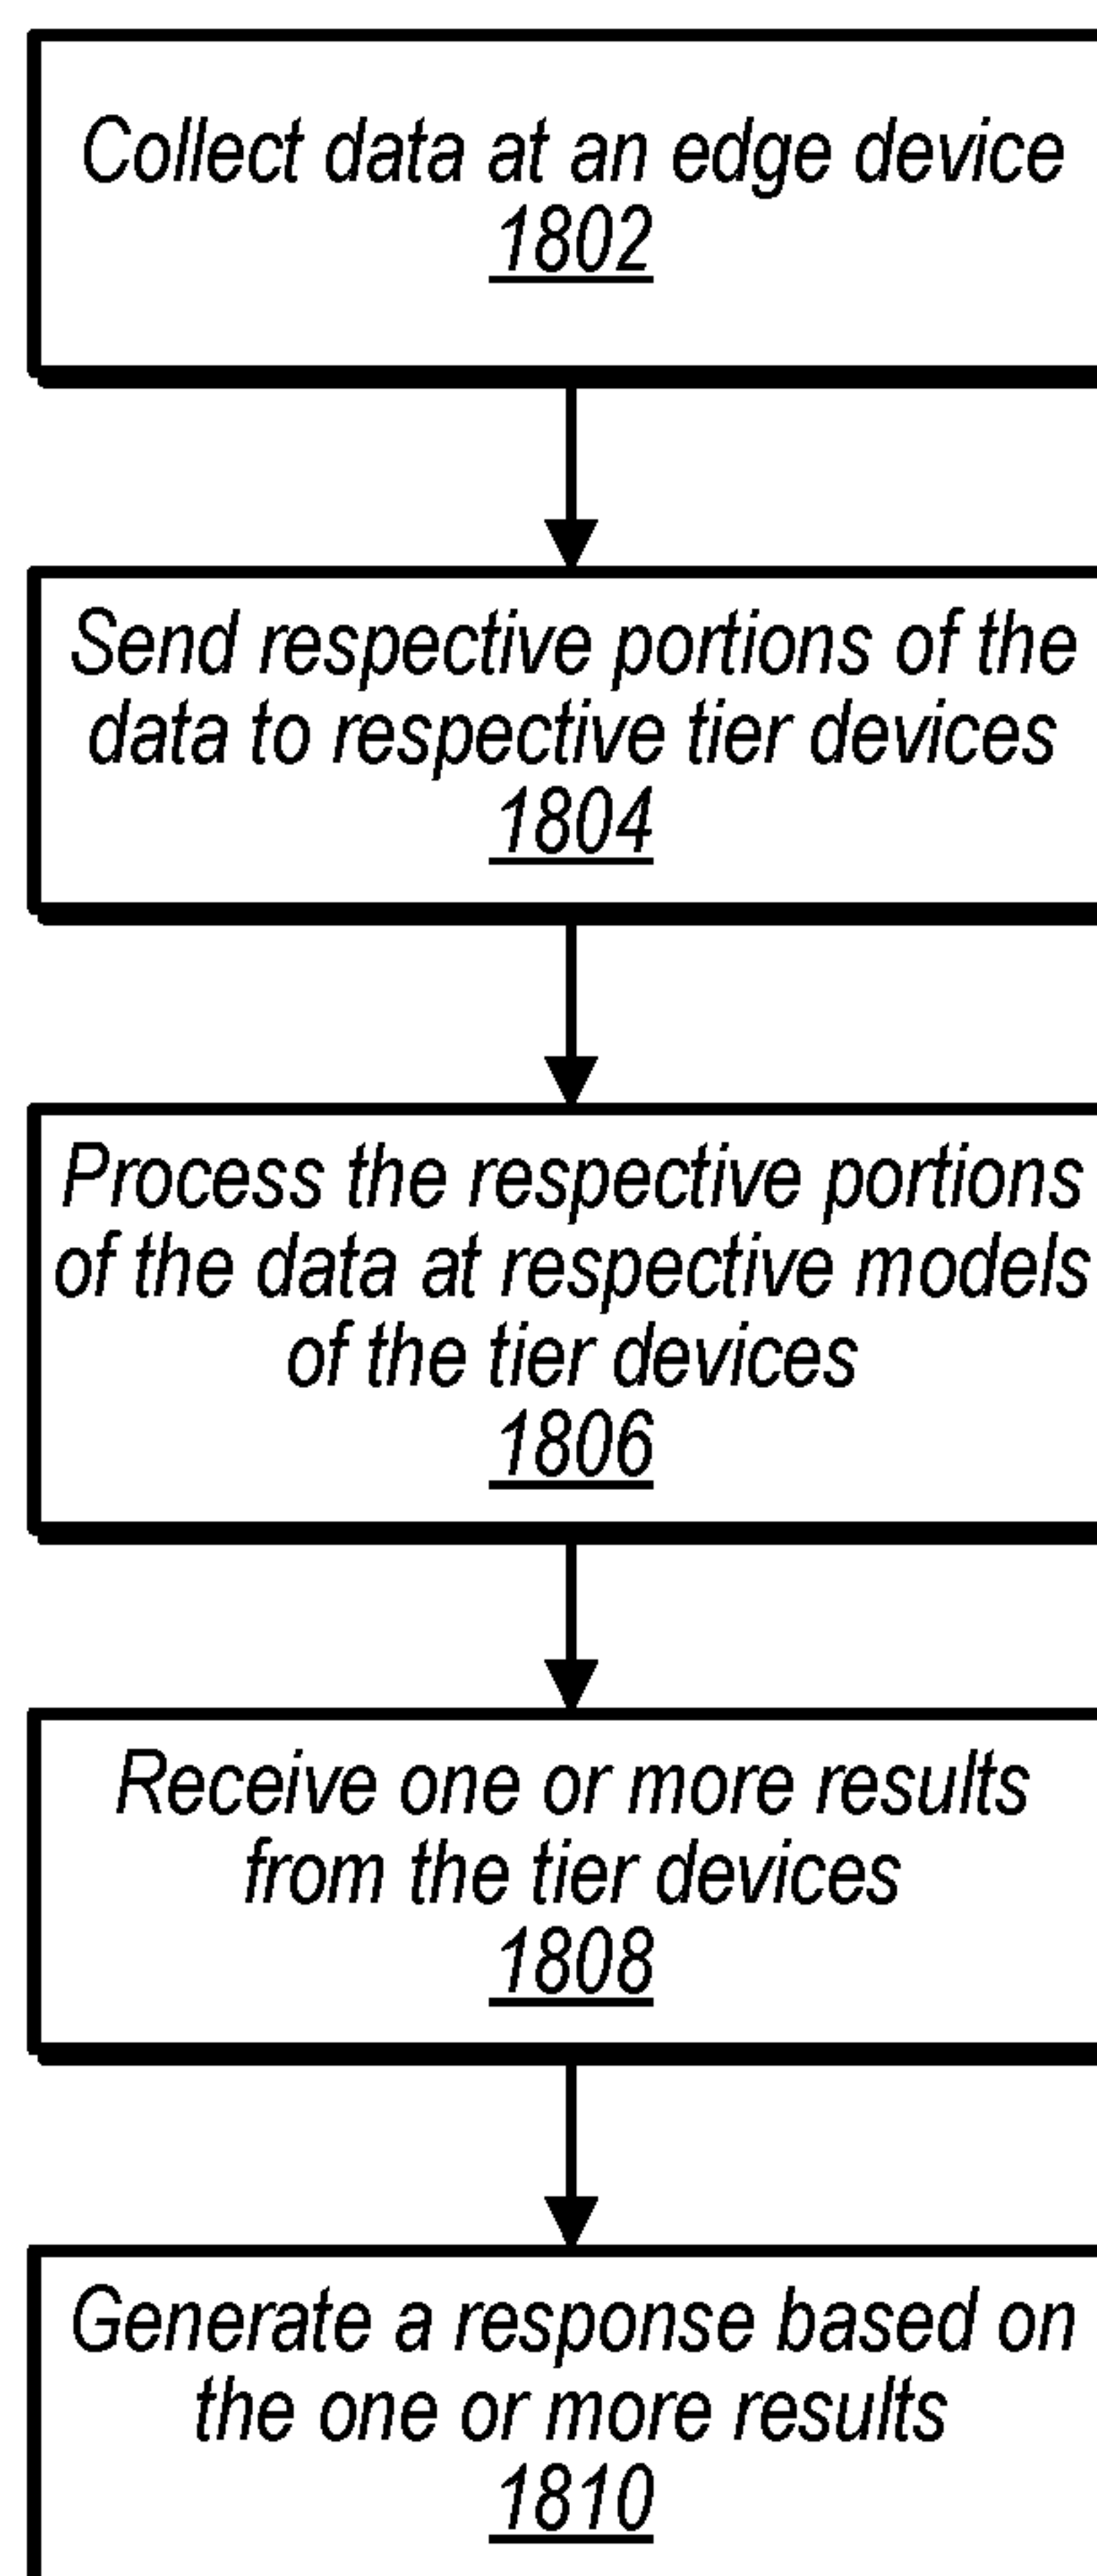 Collect data at an edge device
1802
Send respective portions of the
data to respective tier devices
1804
Process the respective portions
of the data at respective models
of the tier devices
1806
Receive one or more results
from the tier devices
1808
Generate a response based on
the one or more results
1810